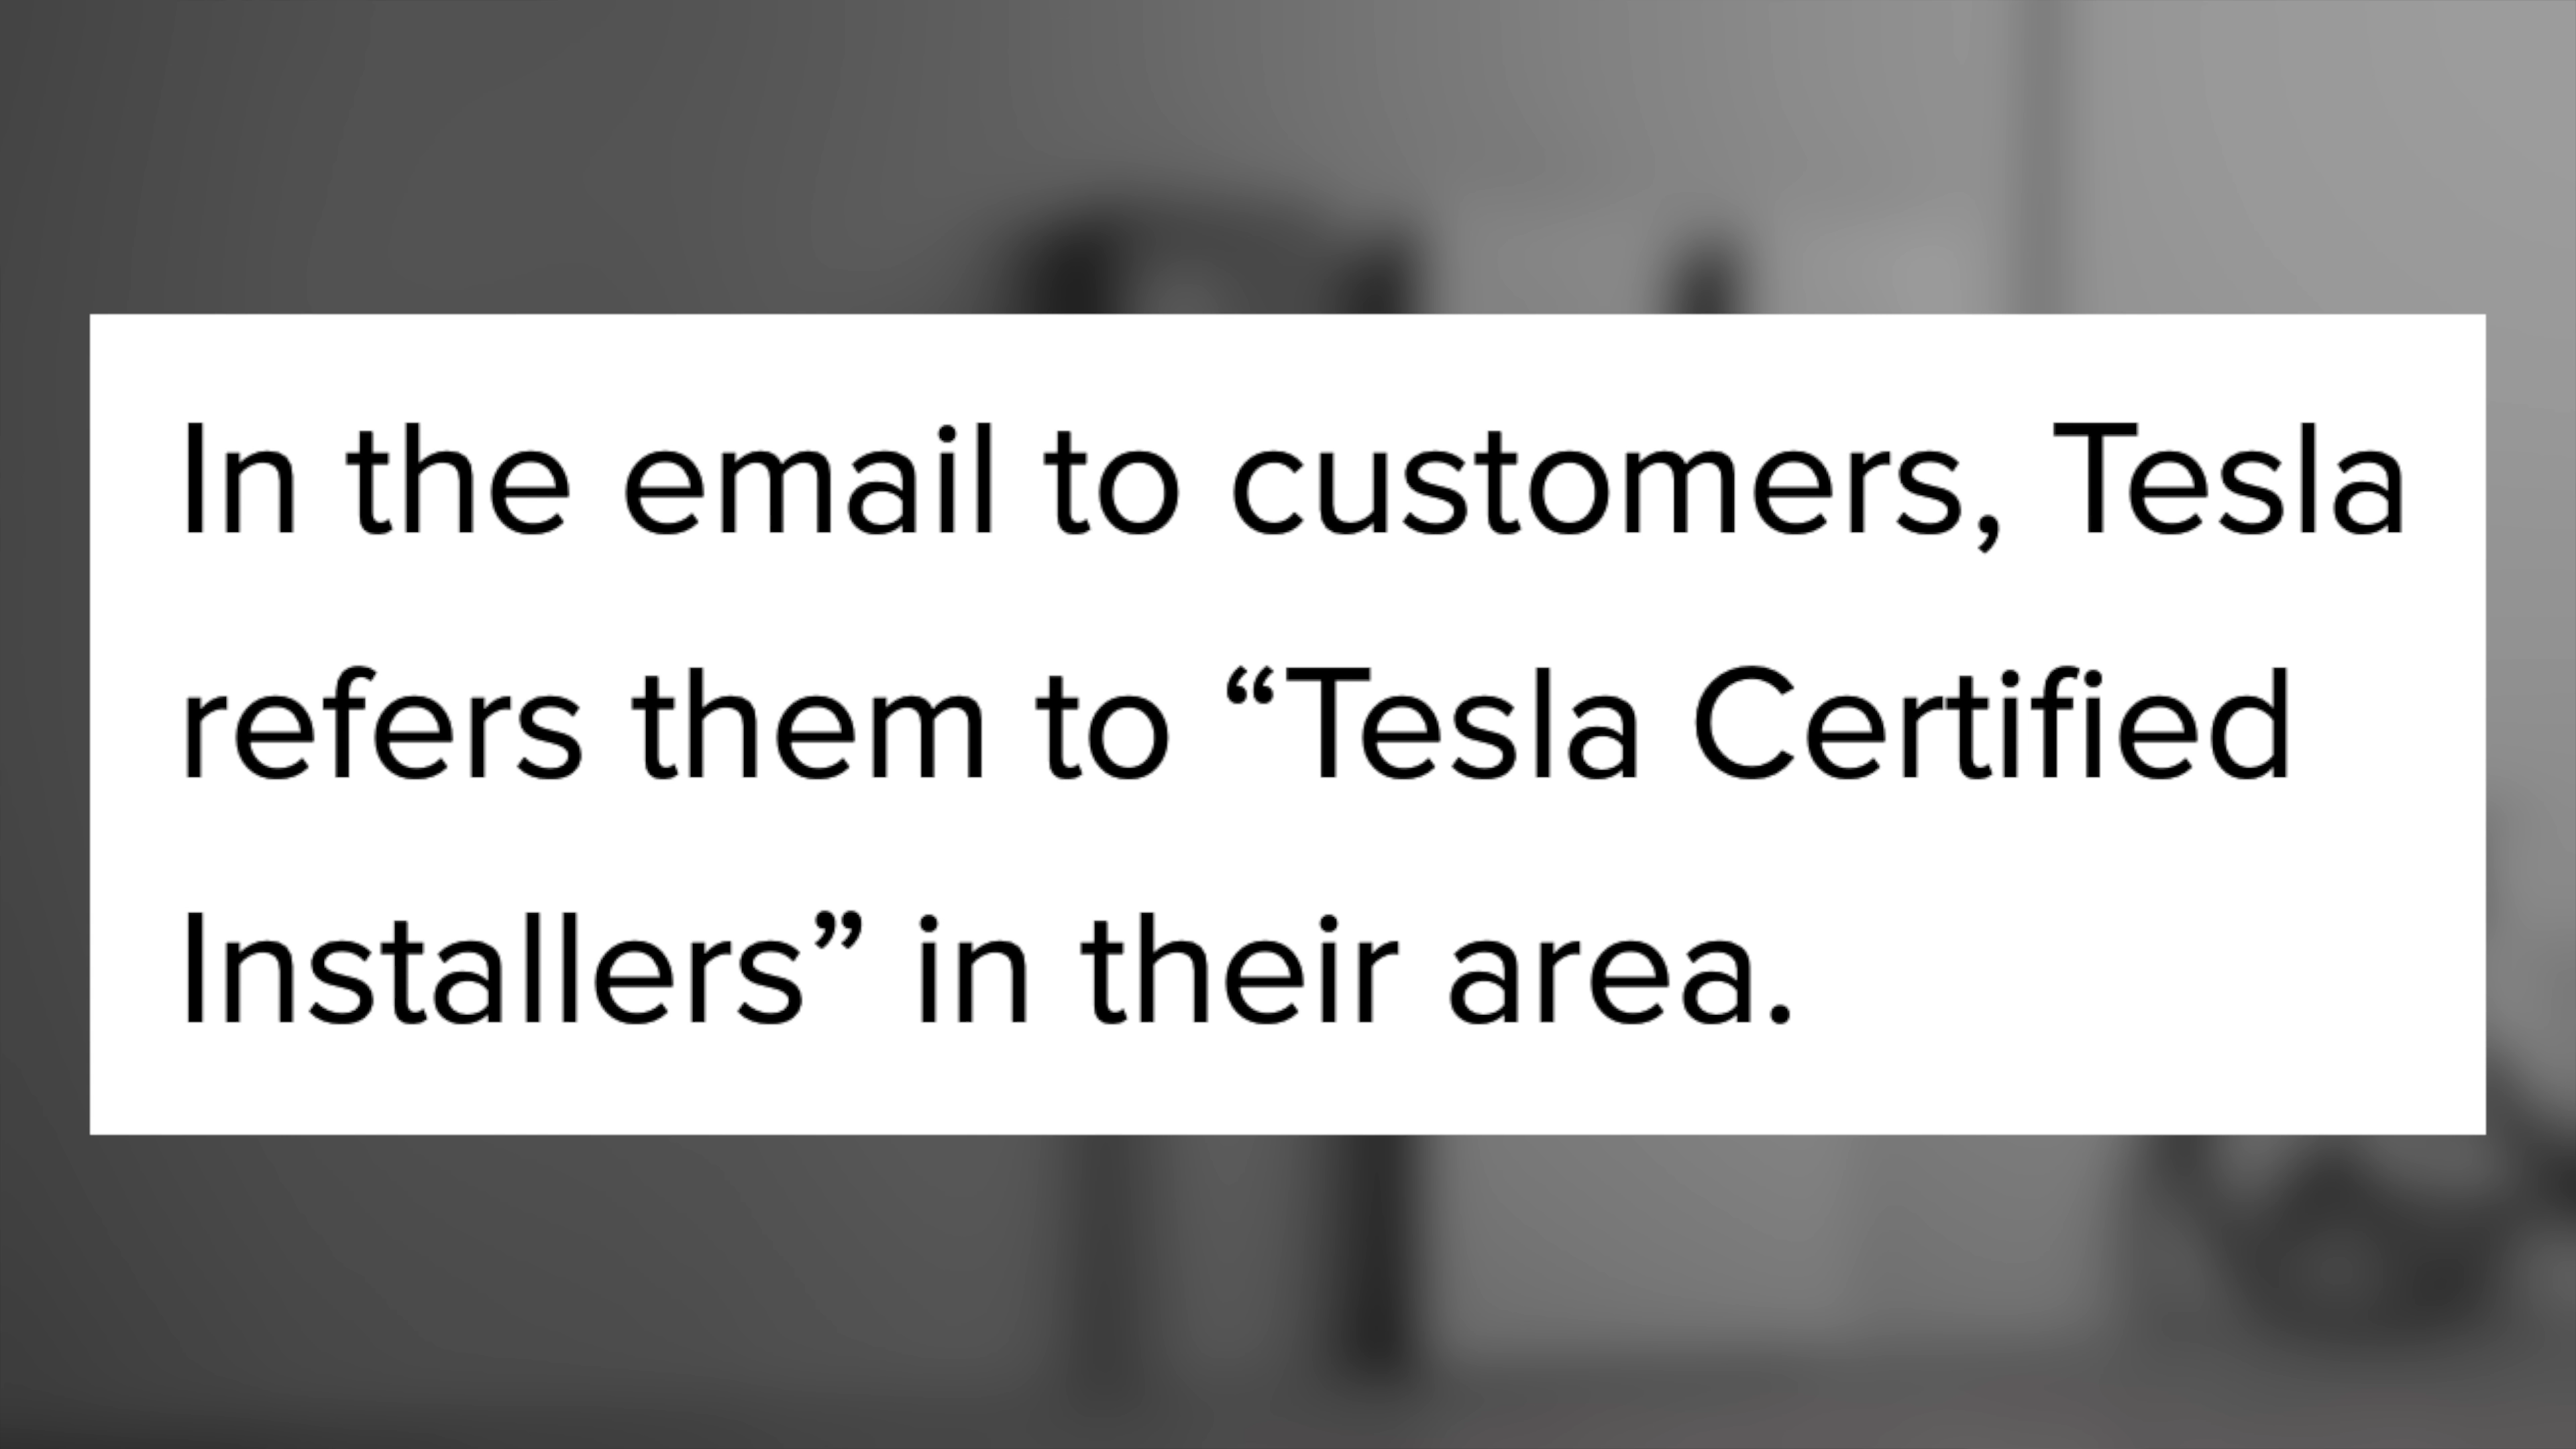 In the email to customers, Tesla
refers them to “Tesla Certified
Installers” in their area.